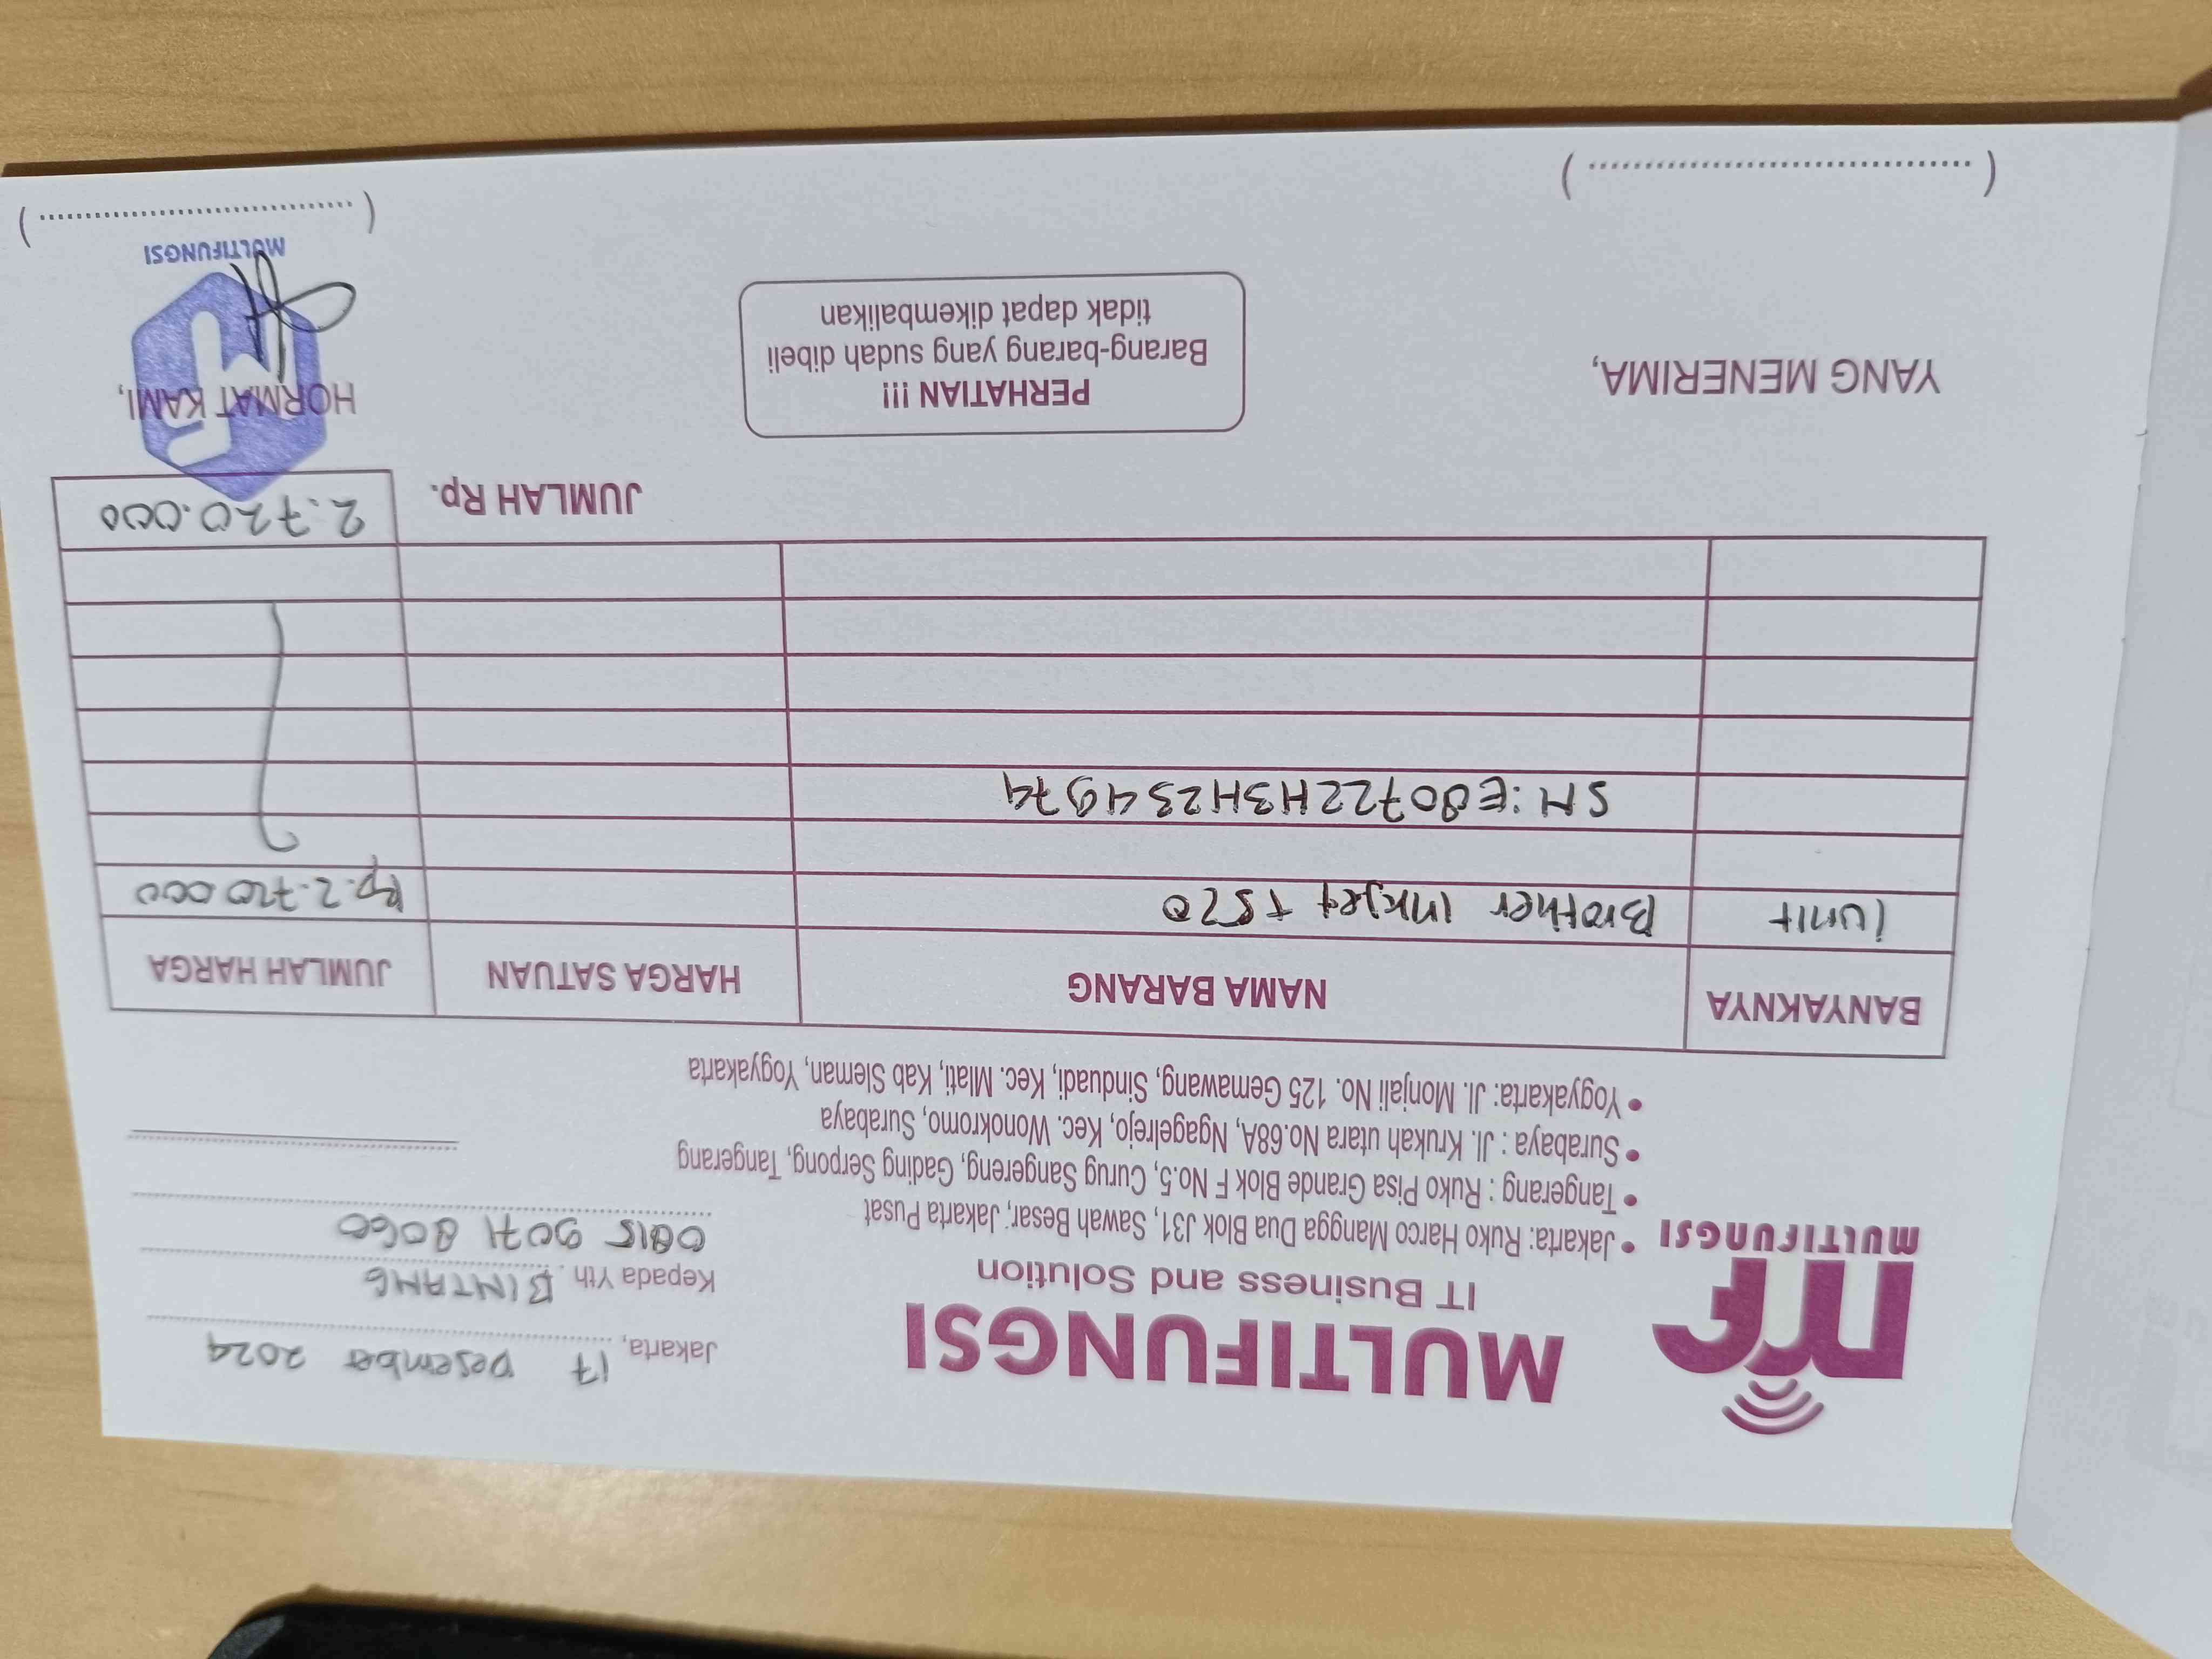 MULTIFUNGSI
MULTIFUNGSI
IT Business and Solution
• Jakarta: Ruko Harco Mangga Dua Blok J31, Sawah Besar, Jakarta Pusat
• Tangerang : Ruko Pisa Grande Blok F No.5, Curug Sangereng, Gading Serpong, Tangerang
• Surabaya : Jl. Krukah utara No.68A, Ngagelrejo, Kec. Wonokromo, Surabaya
• Yogyakarta: Jl. Monjali No. 125 Gemawang, Sinduadi, Kec. Mlati, Kab Sleman, Yogyakarta
Jakarta, 17 Desember 2024
Kepada Yth. BINTANG
0815 9071 8060
BANYAKNYA NAMA BARANG HARGA SATUAN JUMLAH HARGA
1 unit Brother Inkjet T520 Rp. 2.720.000
SN: E80722H3H234974
JUMLAH Rp. 2.720.000
YANG MENERIMA,
PERHATIAN !!!
Barang-barang yang sudah dibeli
tidak dapat dikembalikan
HORMAT KAMI,
MULTIFUNGSI